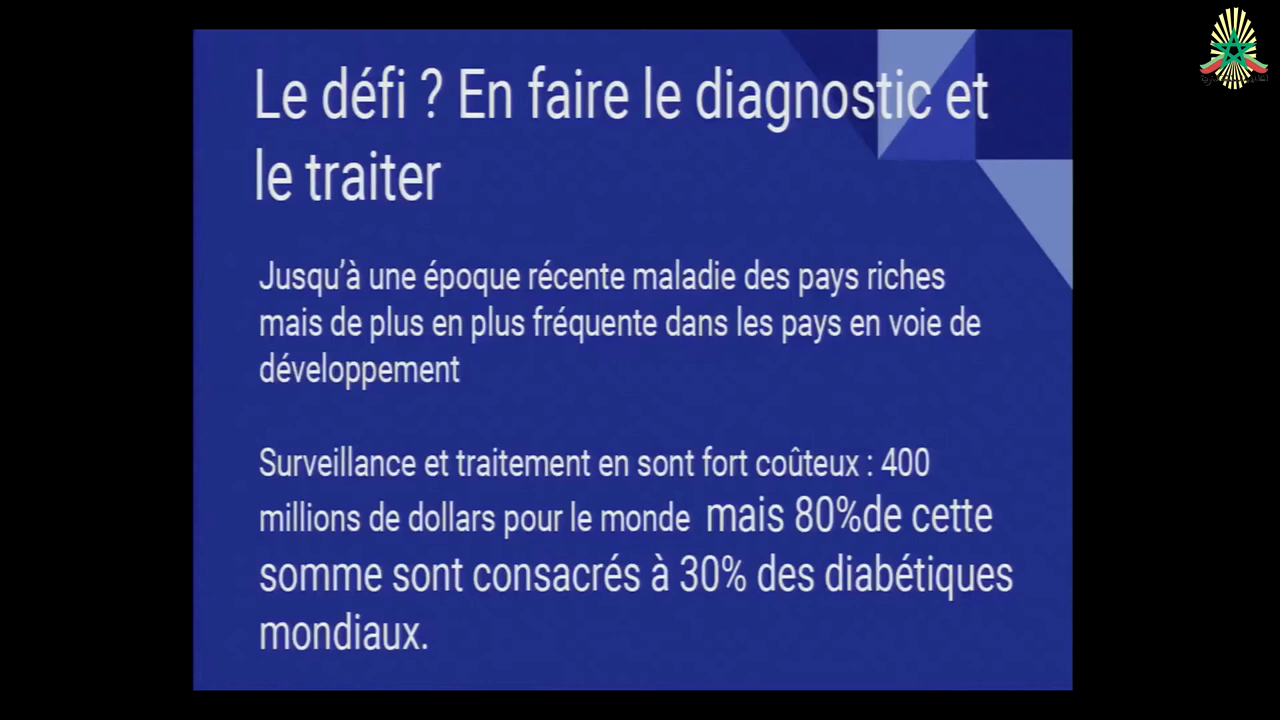 Le défi ? En faire le diagnostic et
le traiter
Jusqu’à une époque récente maladie des pays riches
mais de plus en plus fréquente dans les pays en voie de
développement
Surveillance et traitement en sont fort coûteux : 400
millions de dollars pour le monde mais 80%de cette
somme sont consacrés à 30% des diabétiques
mondiaux.